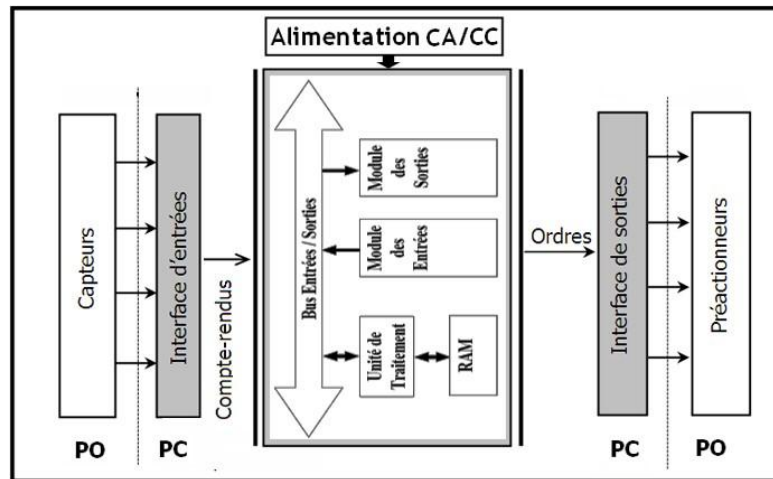 Alimentation CA/CC
Capteurs
Interface d'entrées
Compte-rendus
Bus Entrées / Sorties
Module
des
Sorties
Module
des
Entrées
Unité de
Traitement
RAM
Ordres
Interface de sorties
Préactionneurs
PO
PC
PC
PO